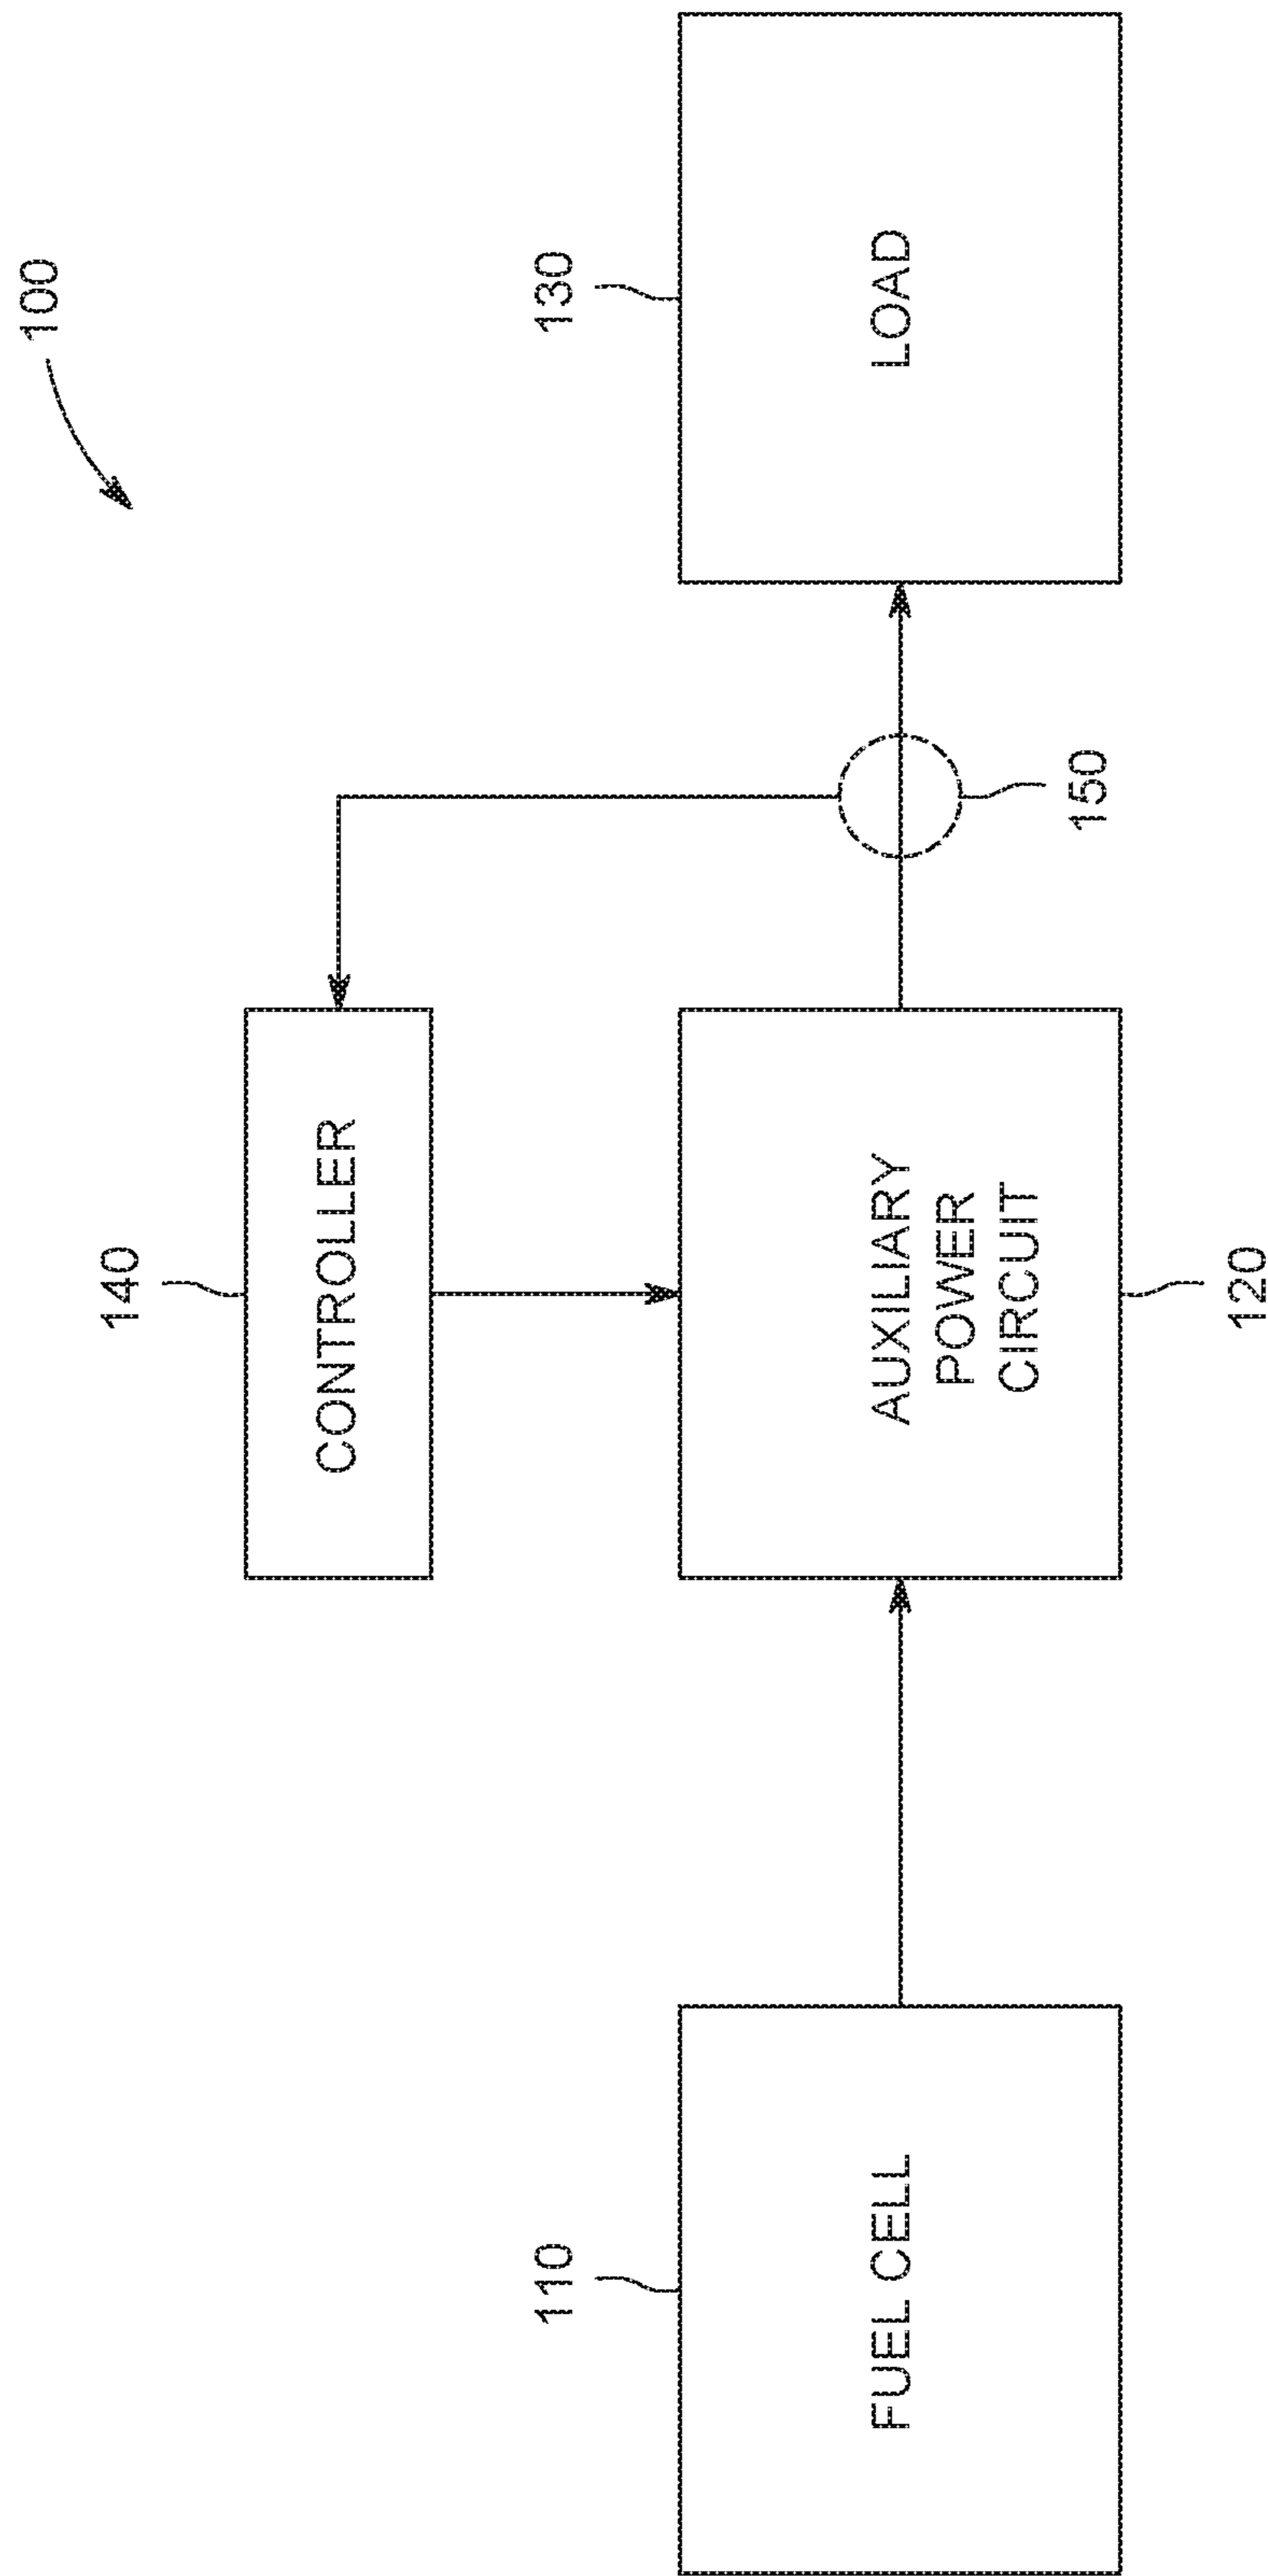 100
140
CONTROLLER
110
130
FUEL CELL
AUXILIARY
POWER
CIRCUIT
LOAD
150
120